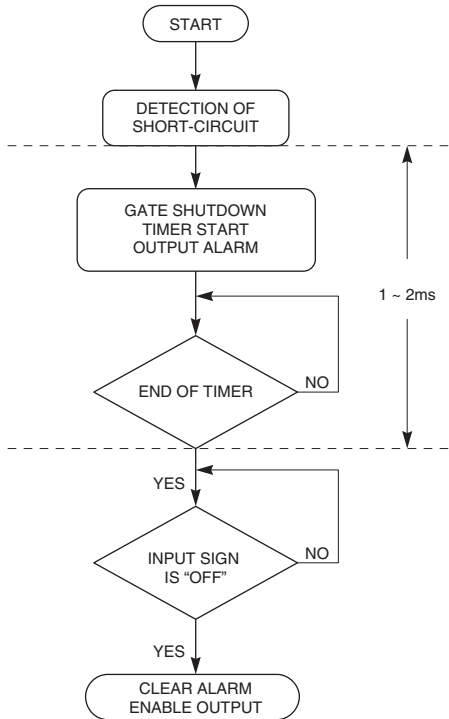 START
DETECTION OF
SHORT-CIRCUIT
GATE SHUTDOWN
TIMER START
OUTPUT ALARM
1 ~ 2ms
END OF TIMER
NO
YES
INPUT SIGN
IS “OFF”
NO
YES
CLEAR ALARM
ENABLE OUTPUT